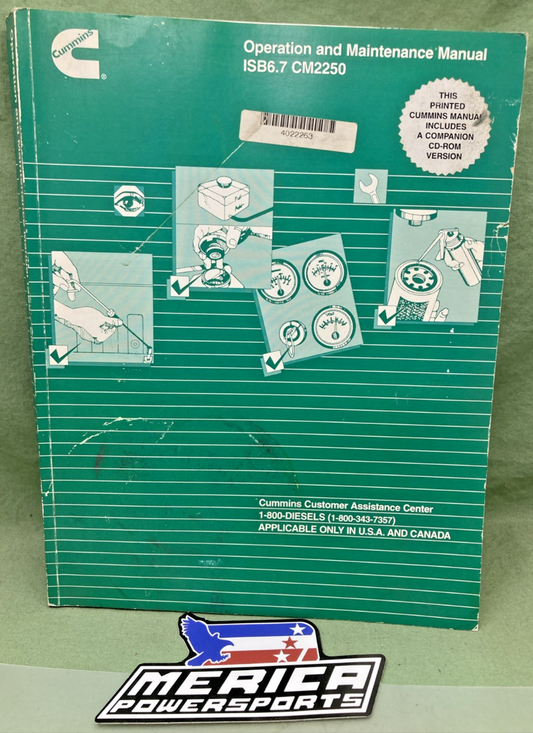 Cummins
®
Operation and Maintenance Manual
ISB6.7 CM2250
THIS
PRINTED
CUMMINS MANUAL
INCLUDES
A COMPANION
CD-ROM
VERSION
4022263
Cummins Customer Assistance Center
1-800-DIESELS (1-800-343-7357)
APPLICABLE ONLY IN U.S.A. AND CANADA
MERICA
POWERSPORTS